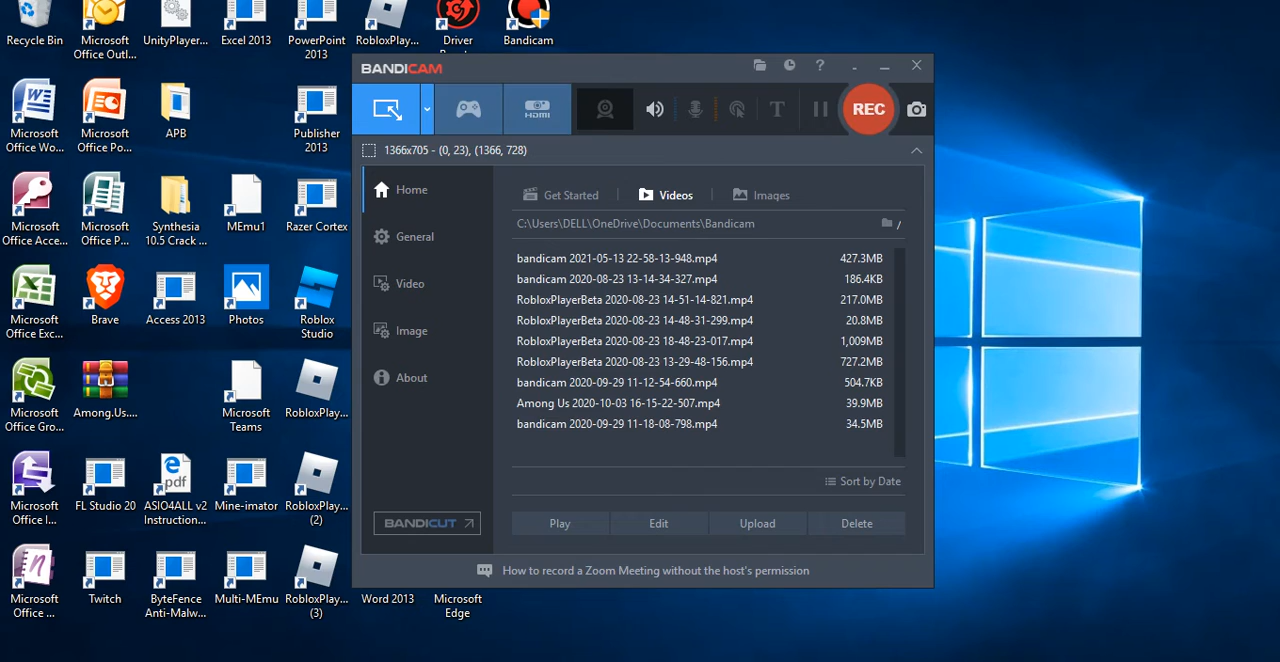 Recycle Bin
Microsoft
Office Outl...
UnityPlayer...
Excel 2013
PowerPoint
2013
RobloxPlay...
Driver
Bandicam
Microsoft
Office Wo...
Microsoft
Office Po...
APB
Publisher
2013
Microsoft
Office Acce...
Microsoft
Office P...
Synthesia
10.5 Crack ...
MEmu1
Razer Cortex
Microsoft
Office Exc...
Brave
Access 2013
Photos
Roblox
Studio
Microsoft
Office Gro...
Among.Us....
Microsoft
Teams
RobloxPlay...
Microsoft
Office I...
FL Studio 20
pdf
ASIO4ALL v2
Instruction...
Mine-imator
RobloxPlay...
(2)
Microsoft
Office ...
Twitch
ByteFence
Anti-Malw...
Multi-MEmu
RobloxPlay...
(3)
Word 2013
Microsoft
Edge
BANDICAM
HDMI
T
REC
1366x705 - (0, 23), (1366, 728)
Home
General
Video
Image
About
BANDICUT
Get Started
Videos
Images
C:\Users\DELL\OneDrive\Documents\Bandicam
/
bandicam 2021-05-13 22-58-13-948.mp4 427.3MB
bandicam 2020-08-23 13-14-34-327.mp4 186.4KB
RobloxPlayerBeta 2020-08-23 14-51-14-821.mp4 217.0MB
RobloxPlayerBeta 2020-08-23 14-48-31-299.mp4 20.8MB
RobloxPlayerBeta 2020-08-23 18-48-23-017.mp4 1,009MB
RobloxPlayerBeta 2020-08-23 13-29-48-156.mp4 727.2MB
bandicam 2020-09-29 11-12-54-660.mp4 504.7KB
Among Us 2020-10-03 16-15-22-507.mp4 39.9MB
bandicam 2020-09-29 11-18-08-798.mp4 34.5MB
Sort by Date
Play
Edit
Upload
Delete
How to record a Zoom Meeting without the host's permission